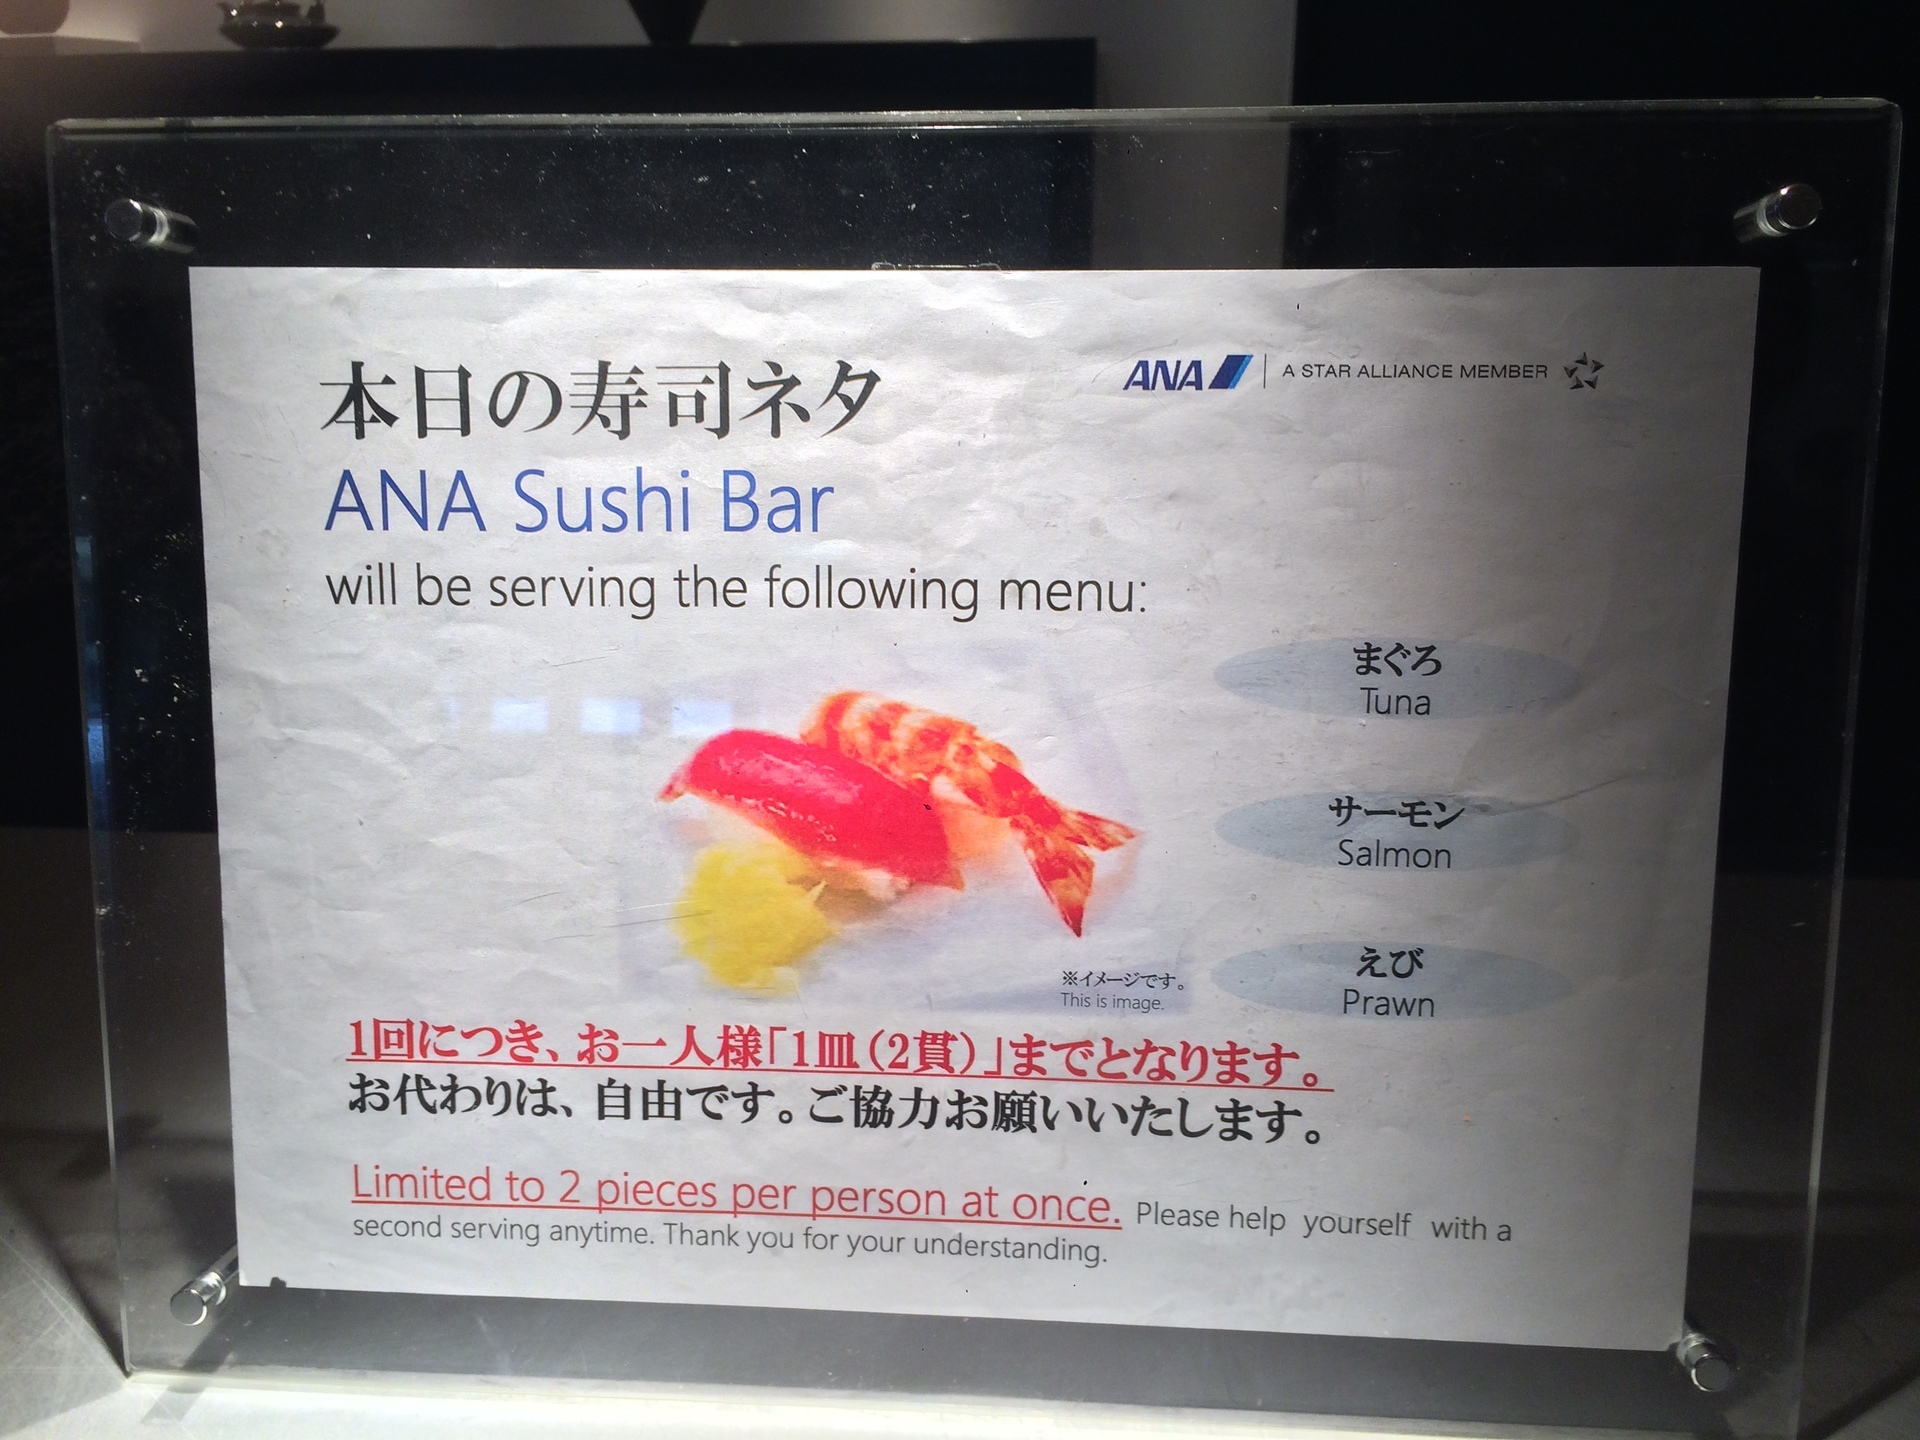 本日の寿司ネタ
ANA A STAR ALLIANCE MEMBER
ANA Sushi Bar
will be serving the following menu:
まぐろ
Tuna
サーモン
Salmon
えび
Prawn
※イメージです。
This is image.
1回につき、お一人様「1皿(2貫)」までとなります。
お代わりは、自由です。ご協力お願いいたします。
Limited to 2 pieces per person at once. Please help yourself with a
second serving anytime. Thank you for your understanding.